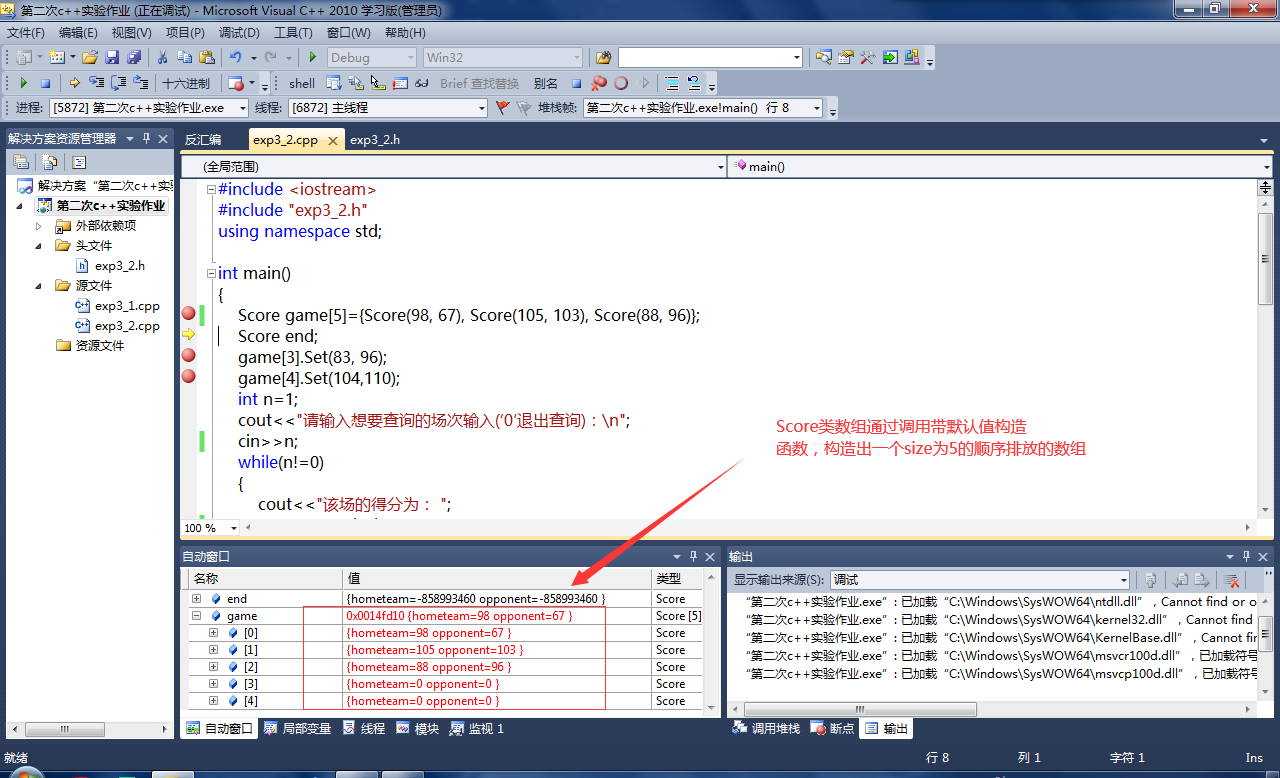 第二次c++实验作业 (正在调试) - Microsoft Visual C++ 2010 学习版(管理员)
文件(F) 编辑(E) 视图(V) 项目(P) 调试(D) 工具(T) 窗口(W) 帮助(H)
Debug Win32
十六进制 shell Brief 查找替换 别名
进程: [5872] 第二次c++实验作业.exe 线程: [6872] 主线程 堆栈帧: 第二次c++实验作业.exe!main() 行 8
解决方案资源管理器
解决方案“第二次c++实
第二次c++实验作业
外部依赖项
头文件
exp3_2.h
源文件
exp3_1.cpp
exp3_2.cpp
资源文件
反汇编 exp3_2.cpp exp3_2.h
(全局范围) main()
#include <iostream>
#include "exp3_2.h"
using namespace std;
int main()
{
Score game[5]={Score(98, 67), Score(105, 103), Score(88, 96)};
Score end;
game[3].Set(83, 96);
game[4].Set(104,110);
int n=1;
cout<<"请输入想要查询的场次输入(‘0’退出查询)：\n";
cin>>n;
while(n!=0)
{
cout<<"该场的得分为： ";
Score类数组通过调用带默认值构造
函数，构造出一个size为5的顺序排放的数组
100 %
自动窗口
名称 值 类型
end {hometeam=-858993460 opponent=-858993460 } Score
game 0x0014fd10 {hometeam=98 opponent=67 } Score [5]
[0] {hometeam=98 opponent=67 } Score
[1] {hometeam=105 opponent=103 } Score
[2] {hometeam=88 opponent=96 } Score
[3] {hometeam=0 opponent=0 } Score
[4] {hometeam=0 opponent=0 } Score
自动窗口 局部变量 线程 模块 监视 1
输出
显示输出来源(S): 调试
“第二次c++实验作业.exe”: 已加载“C:\Windows\SysWOW64\ntdll.dll”，Cannot find or o
“第二次c++实验作业.exe”: 已加载“C:\Windows\SysWOW64\kernel32.dll”，Cannot find
“第二次c++实验作业.exe”: 已加载“C:\Windows\SysWOW64\KernelBase.dll”，Cannot fin
“第二次c++实验作业.exe”: 已加载“C:\Windows\SysWOW64\msvcr100d.dll”，已加载符号
“第二次c++实验作业.exe”: 已加载“C:\Windows\SysWOW64\msvcp100d.dll”，已加载符
调用堆栈 断点 输出
就绪 行 8 列 1 字符 1 Ins